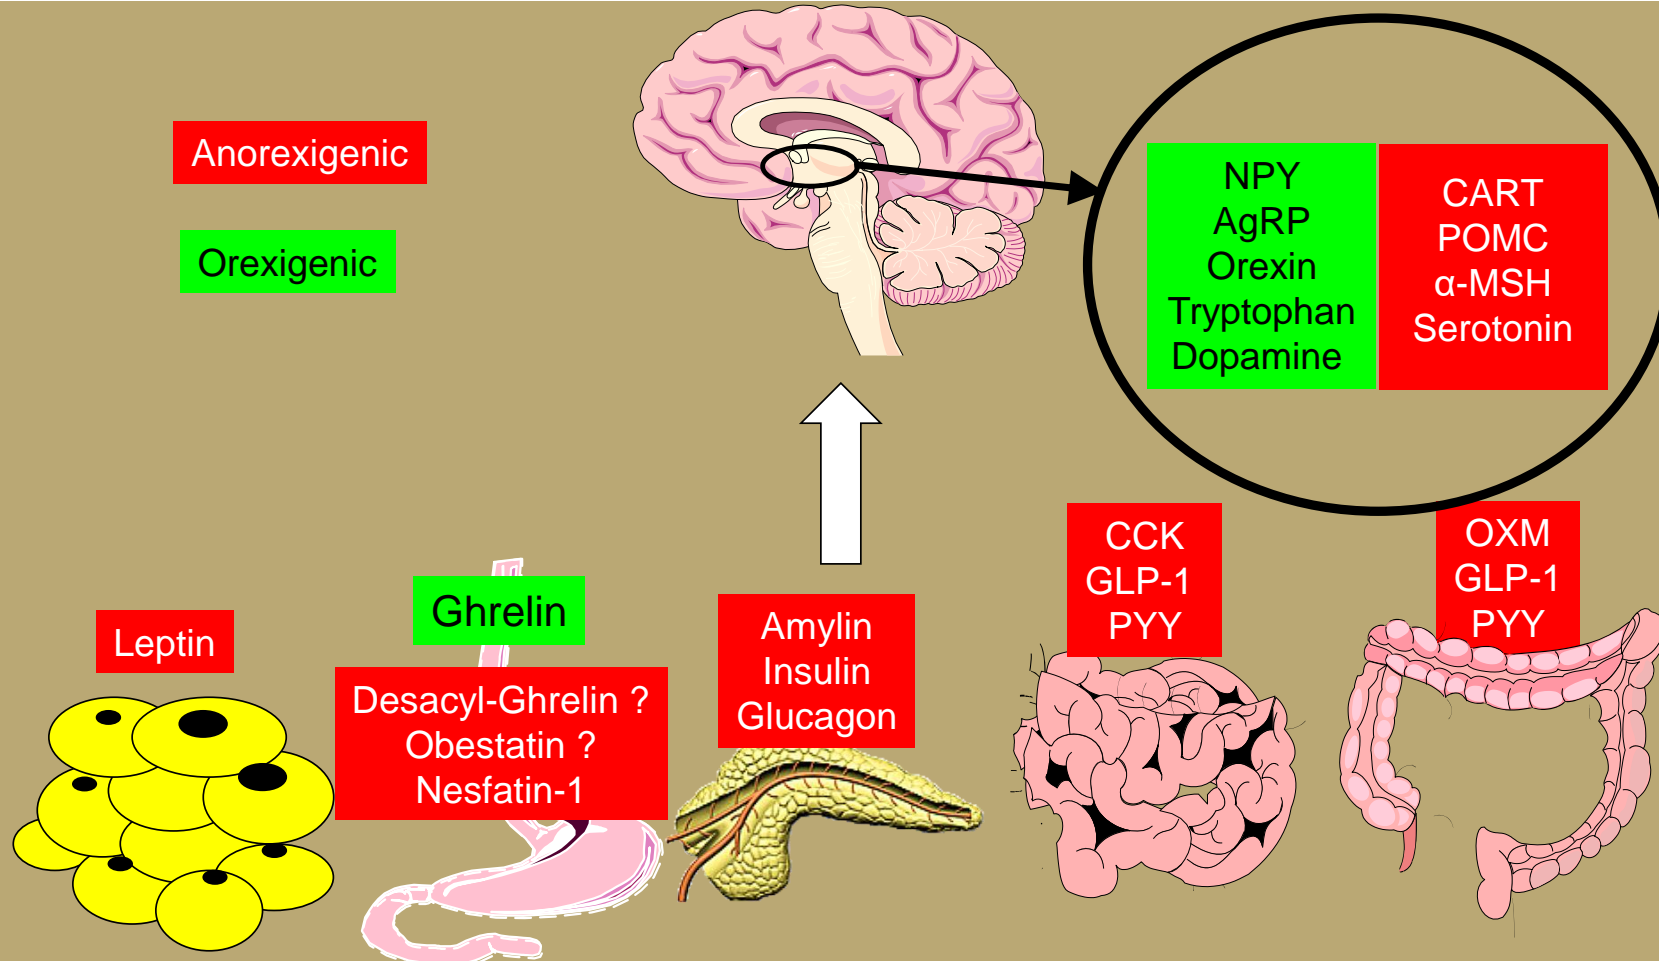 Anorexigenic
Orexigenic
NPY
AgRP
Orexin
Tryptophan
Dopamine
CART
POMC
α-MSH
Serotonin
Leptin
Ghrelin
Desacyl-Ghrelin ?
Obestatin ?
Nesfatin-1
Amylin
Insulin
Glucagon
CCK
GLP-1
PYY
OXM
GLP-1
PYY